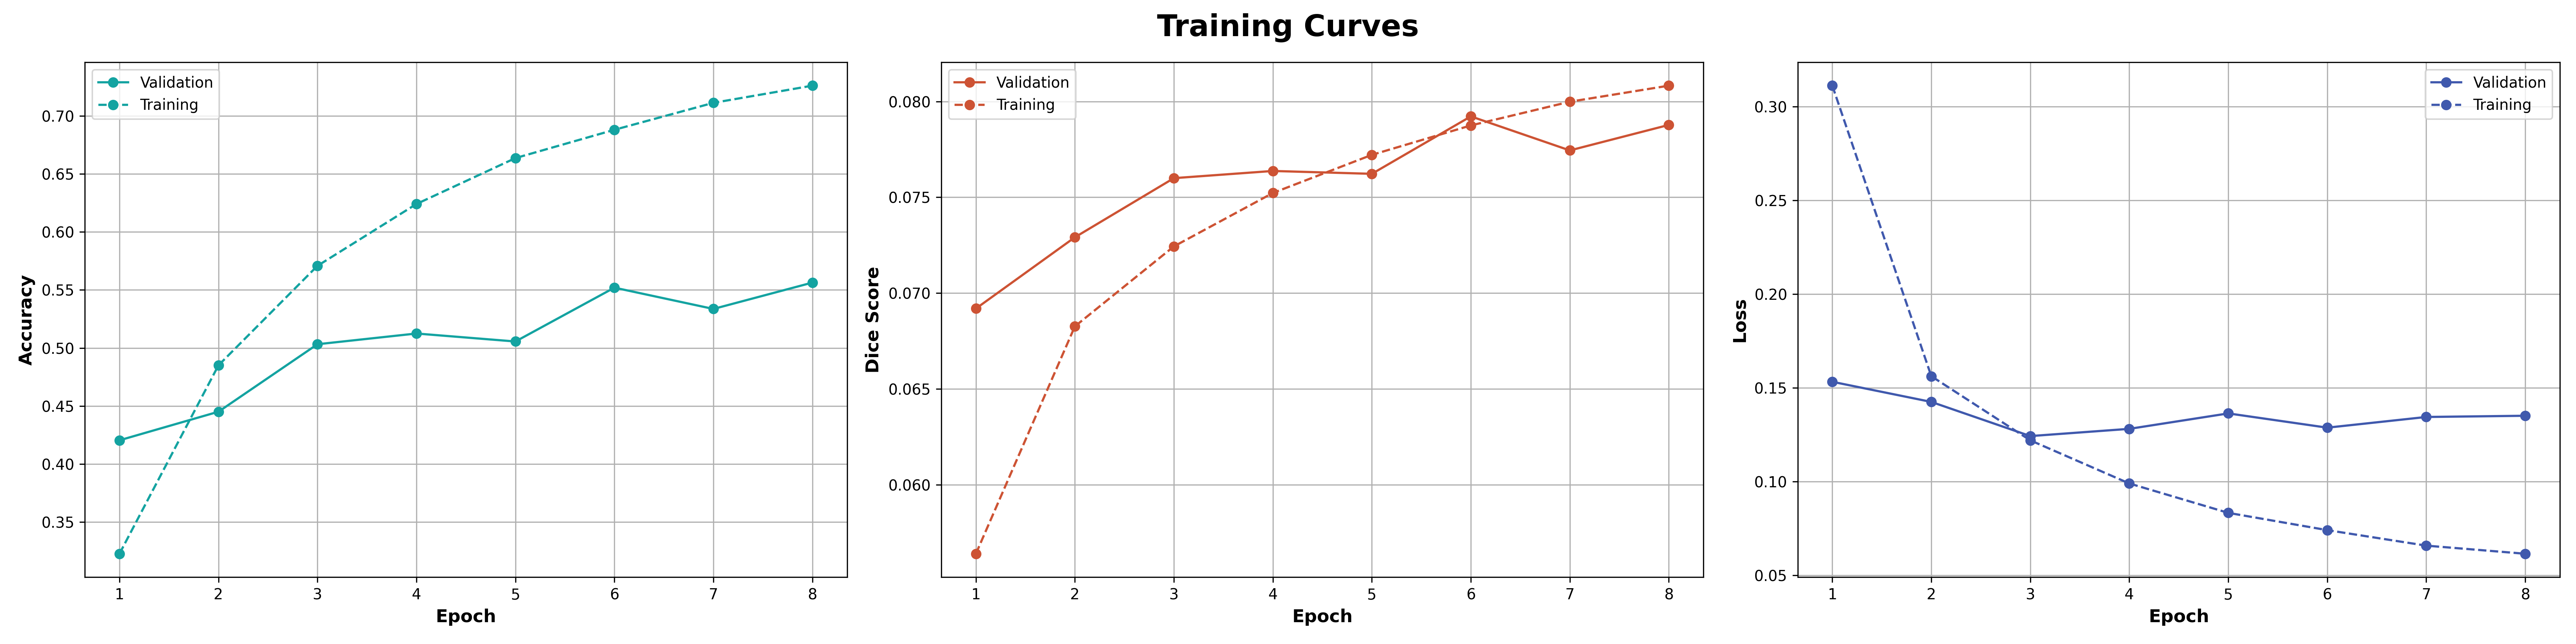 Training Curves
Validation
Training
0.70
0.65
0.60
0.55
0.50
0.45
0.40
0.35
Accuracy
1 2 3 4 5 6 7 8
Epoch
Validation
Training
0.080
0.075
0.070
0.065
0.060
Dice Score
1 2 3 4 5 6 7 8
Epoch
Validation
Training
0.30
0.25
0.20
0.15
0.10
0.05
Loss
1 2 3 4 5 6 7 8
Epoch